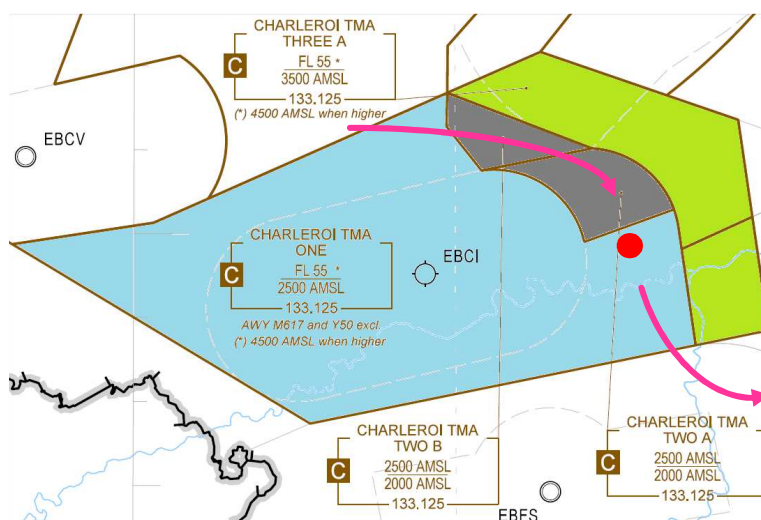 CHARLEROI TMA
THREE A
C
FL 55 *
3500 AMSL
133.125
(*) 4500 AMSL when higher
EBCV
CHARLEROI TMA
ONE
C
FL 55 *
2500 AMSL
133.125
AWY M617 and Y50 excl.
(*) 4500 AMSL when higher
EBCI
CHARLEROI TMA
TWO B
C
2500 AMSL
2000 AMSL
133.125
CHARLEROI TMA
TWO A
C
2500 AMSL
2000 AMSL
133.125
EBFS